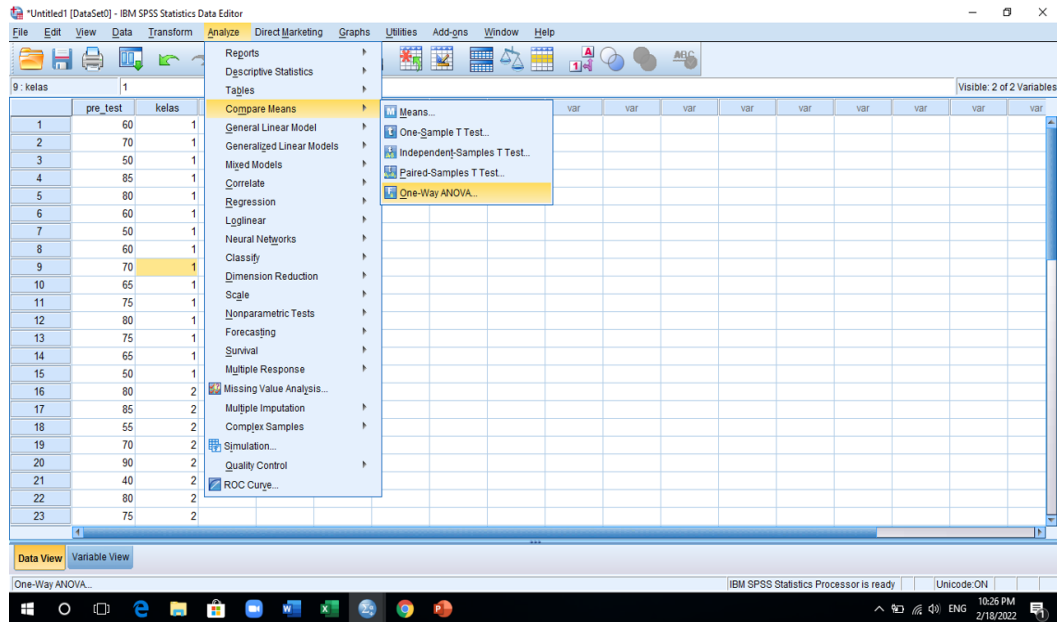 *Untitled1 [DataSet0] - IBM SPSS Statistics Data Editor
File Edit View Data Transform Analyze Direct Marketing Graphs Utilities Add-ons Window Help
9 : kelas 1 Visible: 2 of 2 Variables
pre_test kelas var var var var var var var var var
1 60 1
2 70 1
3 50 1
4 85 1
5 80 1
6 60 1
7 50 1
8 60 1
9 70 1
10 65 1
11 75 1
12 80 1
13 75 1
14 65 1
15 50 1
16 80 2
17 85 2
18 55 2
19 70 2
20 90 2
21 40 2
22 80 2
23 75 2
Reports
Descriptive Statistics
Tables
Compare Means
General Linear Model
Generalized Linear Models
Mixed Models
Correlate
Regression
Loglinear
Neural Networks
Classify
Dimension Reduction
Scale
Nonparametric Tests
Forecasting
Survival
Multiple Response
Missing Value Analysis...
Multiple Imputation
Complex Samples
Simulation...
Quality Control
ROC Curve...
Means...
One-Sample T Test...
Independent-Samples T Test...
Paired-Samples T Test...
One-Way ANOVA...
Data View Variable View
One-Way ANOVA... IBM SPSS Statistics Processor is ready Unicode:ON
ENG 10:26 PM
2/18/2022